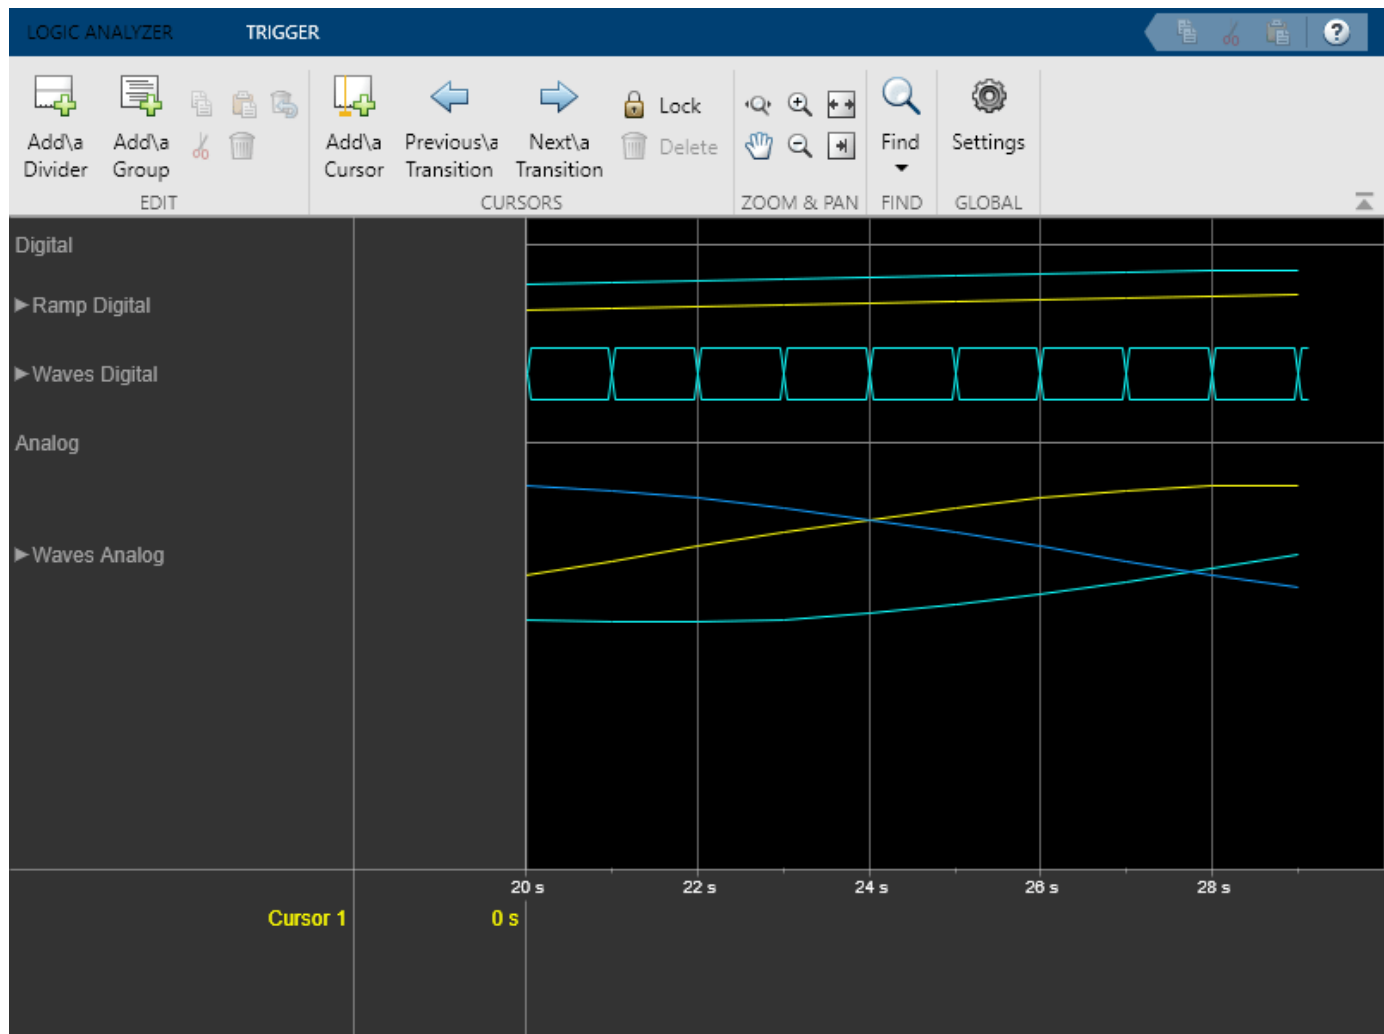 LOGIC ANALYZER TRIGGER
?
Add\a Divider
Add\a Group
Add\a Cursor
Previous\a Transition
Next\a Transition
Lock
Delete
Find
Settings
EDIT CURSORS ZOOM & PAN FIND GLOBAL
Digital
Ramp Digital
Waves Digital
Analog
Waves Analog
20 s 22 s 24 s 26 s 28 s
Cursor 1 0 s